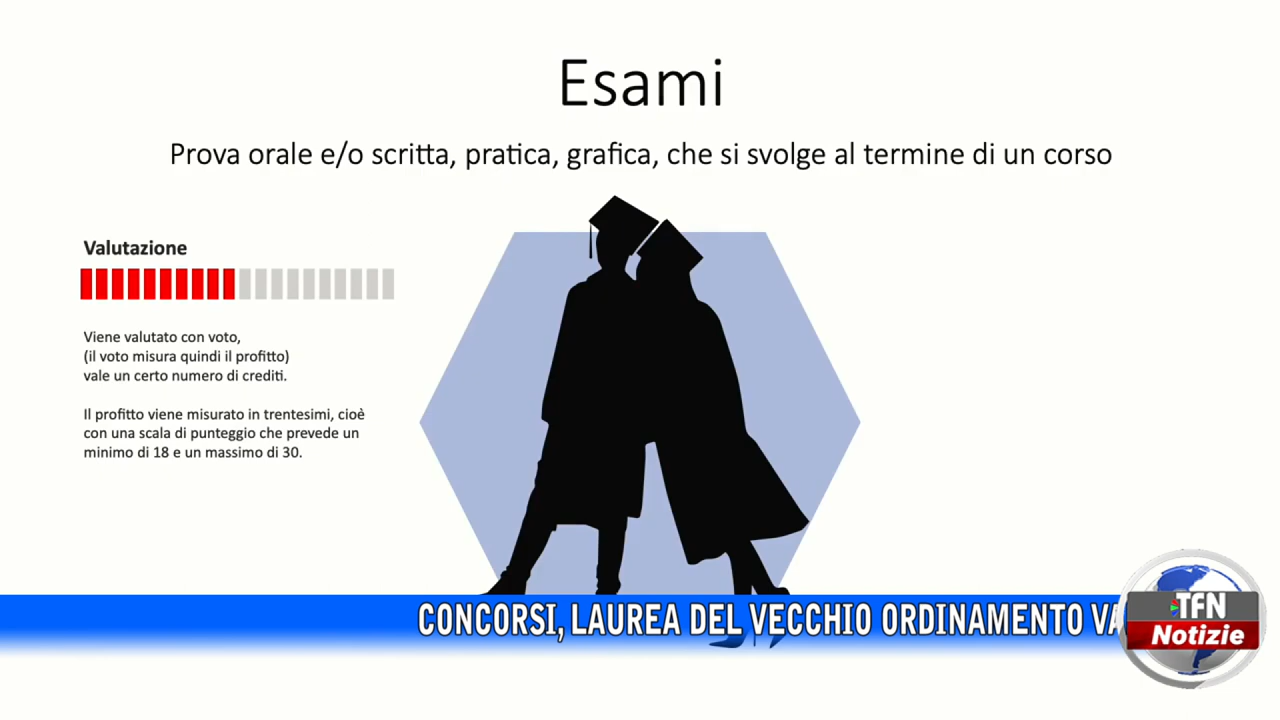 Esami
Prova orale e/o scritta, pratica, grafica, che si svolge al termine di un corso
Valutazione
Viene valutato con voto,
(il voto misura quindi il profitto)
vale un certo numero di crediti.
Il profitto viene misurato in trentesimi, cioè
con una scala di punteggio che prevede un
minimo di 18 e un massimo di 30.
CONCORSI, LAUREA DEL VECCHIO ORDINAMENTO
TFN
Notizie